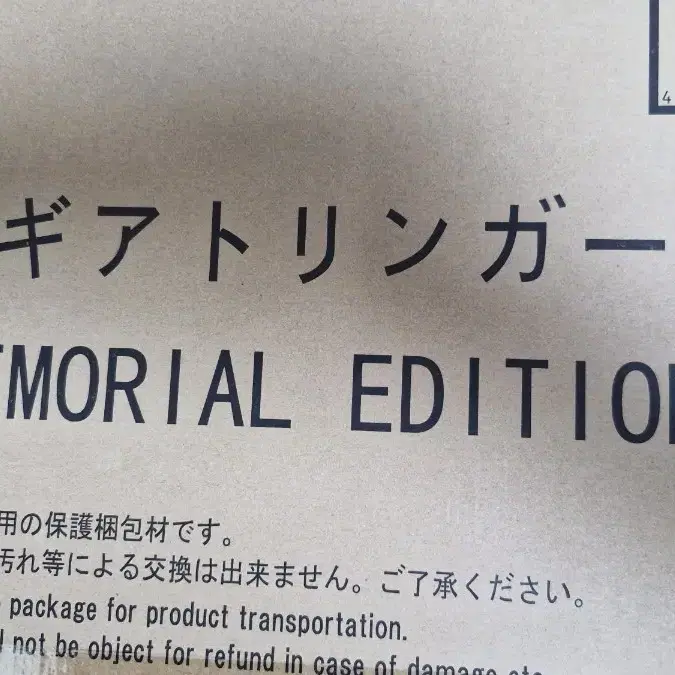 4
ギアトリンガー
MORIAL EDITIO
用の保護梱包材です。
汚れ等による交換は出来ません。ご了承ください。
package for product transportation.
not be object for refund in case of damage etc